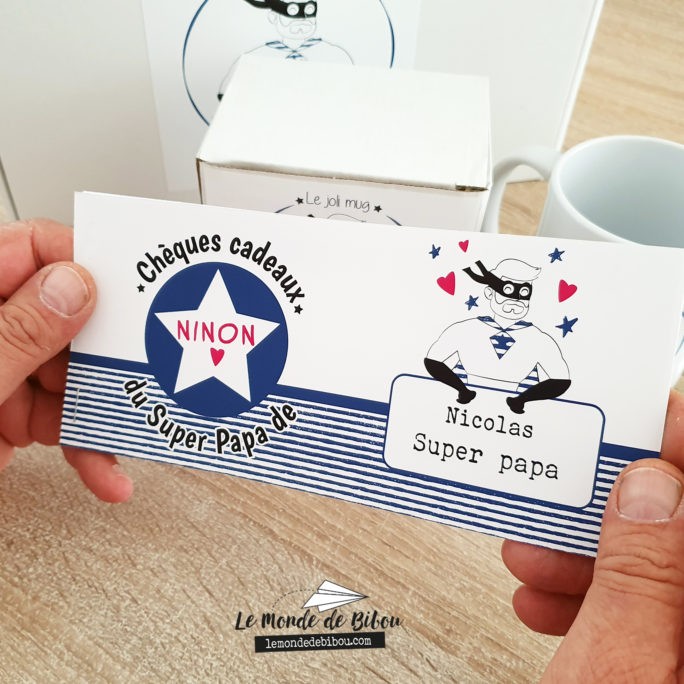 Le joli mug
Chèques cadeaux
NINON
du Super Papa de
Nicolas
Super papa
Le Monde de Bibou
lemondedebibou.com